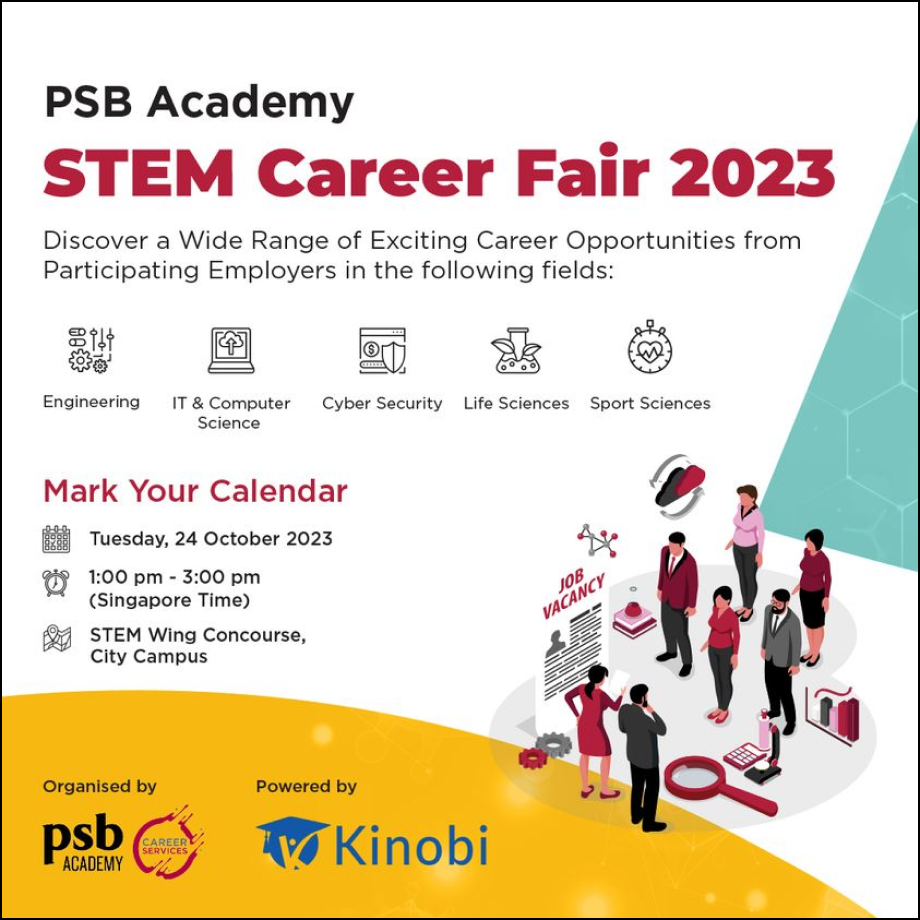 PSB Academy
STEM Career Fair 2023
Discover a Wide Range of Exciting Career Opportunities from
Participating Employers in the following fields:
Engineering
IT & Computer
Science
Cyber Security
Life Sciences
Sport Sciences
Mark Your Calendar
Tuesday, 24 October 2023
1:00 pm - 3:00 pm
(Singapore Time)
STEM Wing Concourse,
City Campus
JOB
VACANCY
Organised by
psb
ACADEMY
CAREER
SERVICES
Powered by
Kinobi